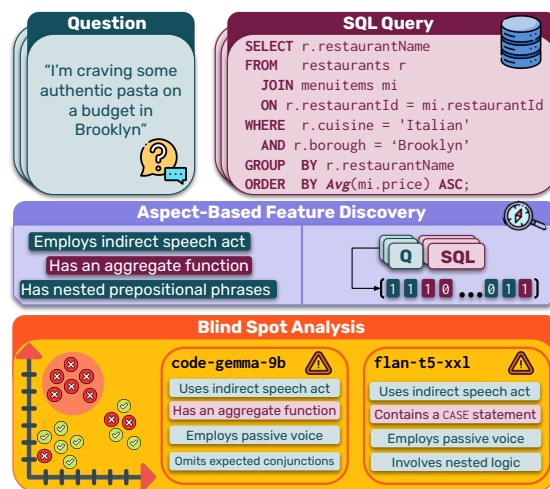 Question
"I'm craving some
authentic pasta on
a budget in
Brooklyn"
?
SQL Query
SELECT r.restaurantName
FROM restaurants r
JOIN menuitems mi
ON r.restaurantId = mi.restaurantId
WHERE r.cuisine = 'Italian'
AND r.borough = ‘Brooklyn’
GROUP BY r.restaurantName
ORDER BY Avg(mi.price) ASC;
Aspect-Based Feature Discovery
Employs indirect speech act
Has an aggregate function
Has nested prepositional phrases
Q SQL
{1 1 1 0 ... 0 1 1}
Blind Spot Analysis
code-gemma-9b
Uses indirect speech act
Has an aggregate function
Employs passive voice
Omits expected conjunctions
flan-t5-xxl
Uses indirect speech act
Contains a CASE statement
Employs passive voice
Involves nested logic